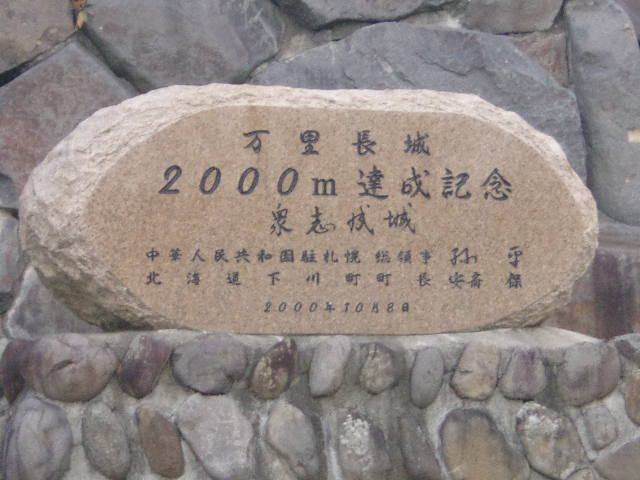 万里長城
2000m達成記念
衆志成城
中華人民共和国駐札幌 総領事 孫 平
北海道下川町町長 安斎 保
2000年10月8日